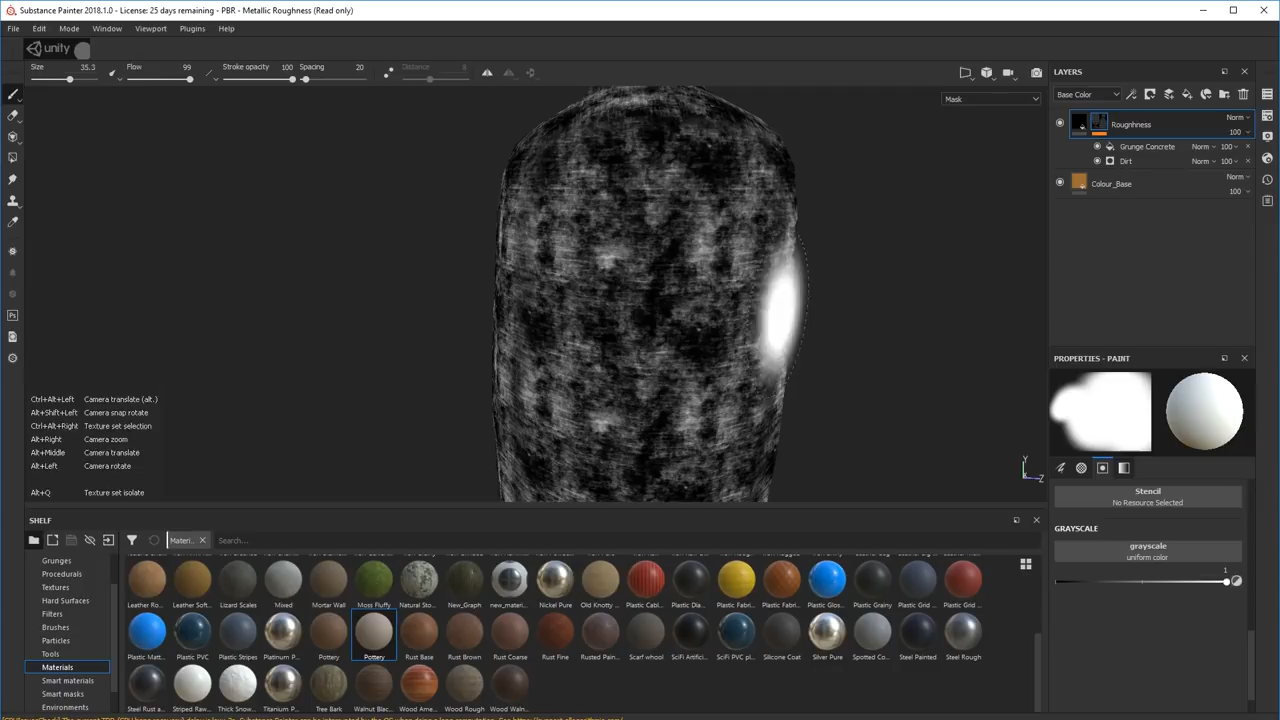 Substance Painter 2018.1.0 - License: 25 days remaining - PBR - Metallic Roughness (Read only)
File Edit Mode Window Viewport Plugins Help
unity
Size 35.3 Flow 99 Stroke opacity 100 Spacing 20 Distance 8
Mask
LAYERS
Base Color
Roughness Norm
100
Grunge Concrete Norm 100
Dirt Norm 100
Colour_Base Norm
100
Ctrl+Alt+Left Camera translate (alt.)
Alt+Shift+Left Camera snap rotate
Ctrl+Alt+Right Texture set selection
Alt+Right Camera zoom
Alt+Middle Camera translate
Alt+Left Camera rotate
Alt+Q Texture set isolate
Y
Z
PROPERTIES - PAINT
Stencil
No Resource Selected
GRAYSCALE
grayscale
uniform color
1
SHELF
Materi... Search...
Grunges
Procedurals
Textures
Hard Surfaces
Filters
Brushes
Particles
Tools
Materials
Smart materials
Smart masks
Environments
Leather Ro... Leather Soft... Lizard Scales Mixed Mortar Wall Moss Fluffy Natural Sto... New_Graph new_materi... Nickel Pure Old Knotty ... Plastic Cabl... Plastic Dia... Plastic Fabri... Plastic Fabri... Plastic Glos... Plastic Grainy Plastic Grid ... Plastic Grid ...
Plastic Matt... Plastic PVC Plastic Stripes Platinum P... Pottery Pottery Rust Base Rust Brown Rust Coarse Rust Fine Rusted Pain... Scarf wool SciFi Artifici... SciFi PVC pl... Silicone Coat Silver Pure Spotted Co... Steel Painted Steel Rough
Steel Rust a... Striped Raw... Stone Gran... Titanium P... Tree Bark Walnut Blac... Wood Ame... Wood Rough Wood Waln...